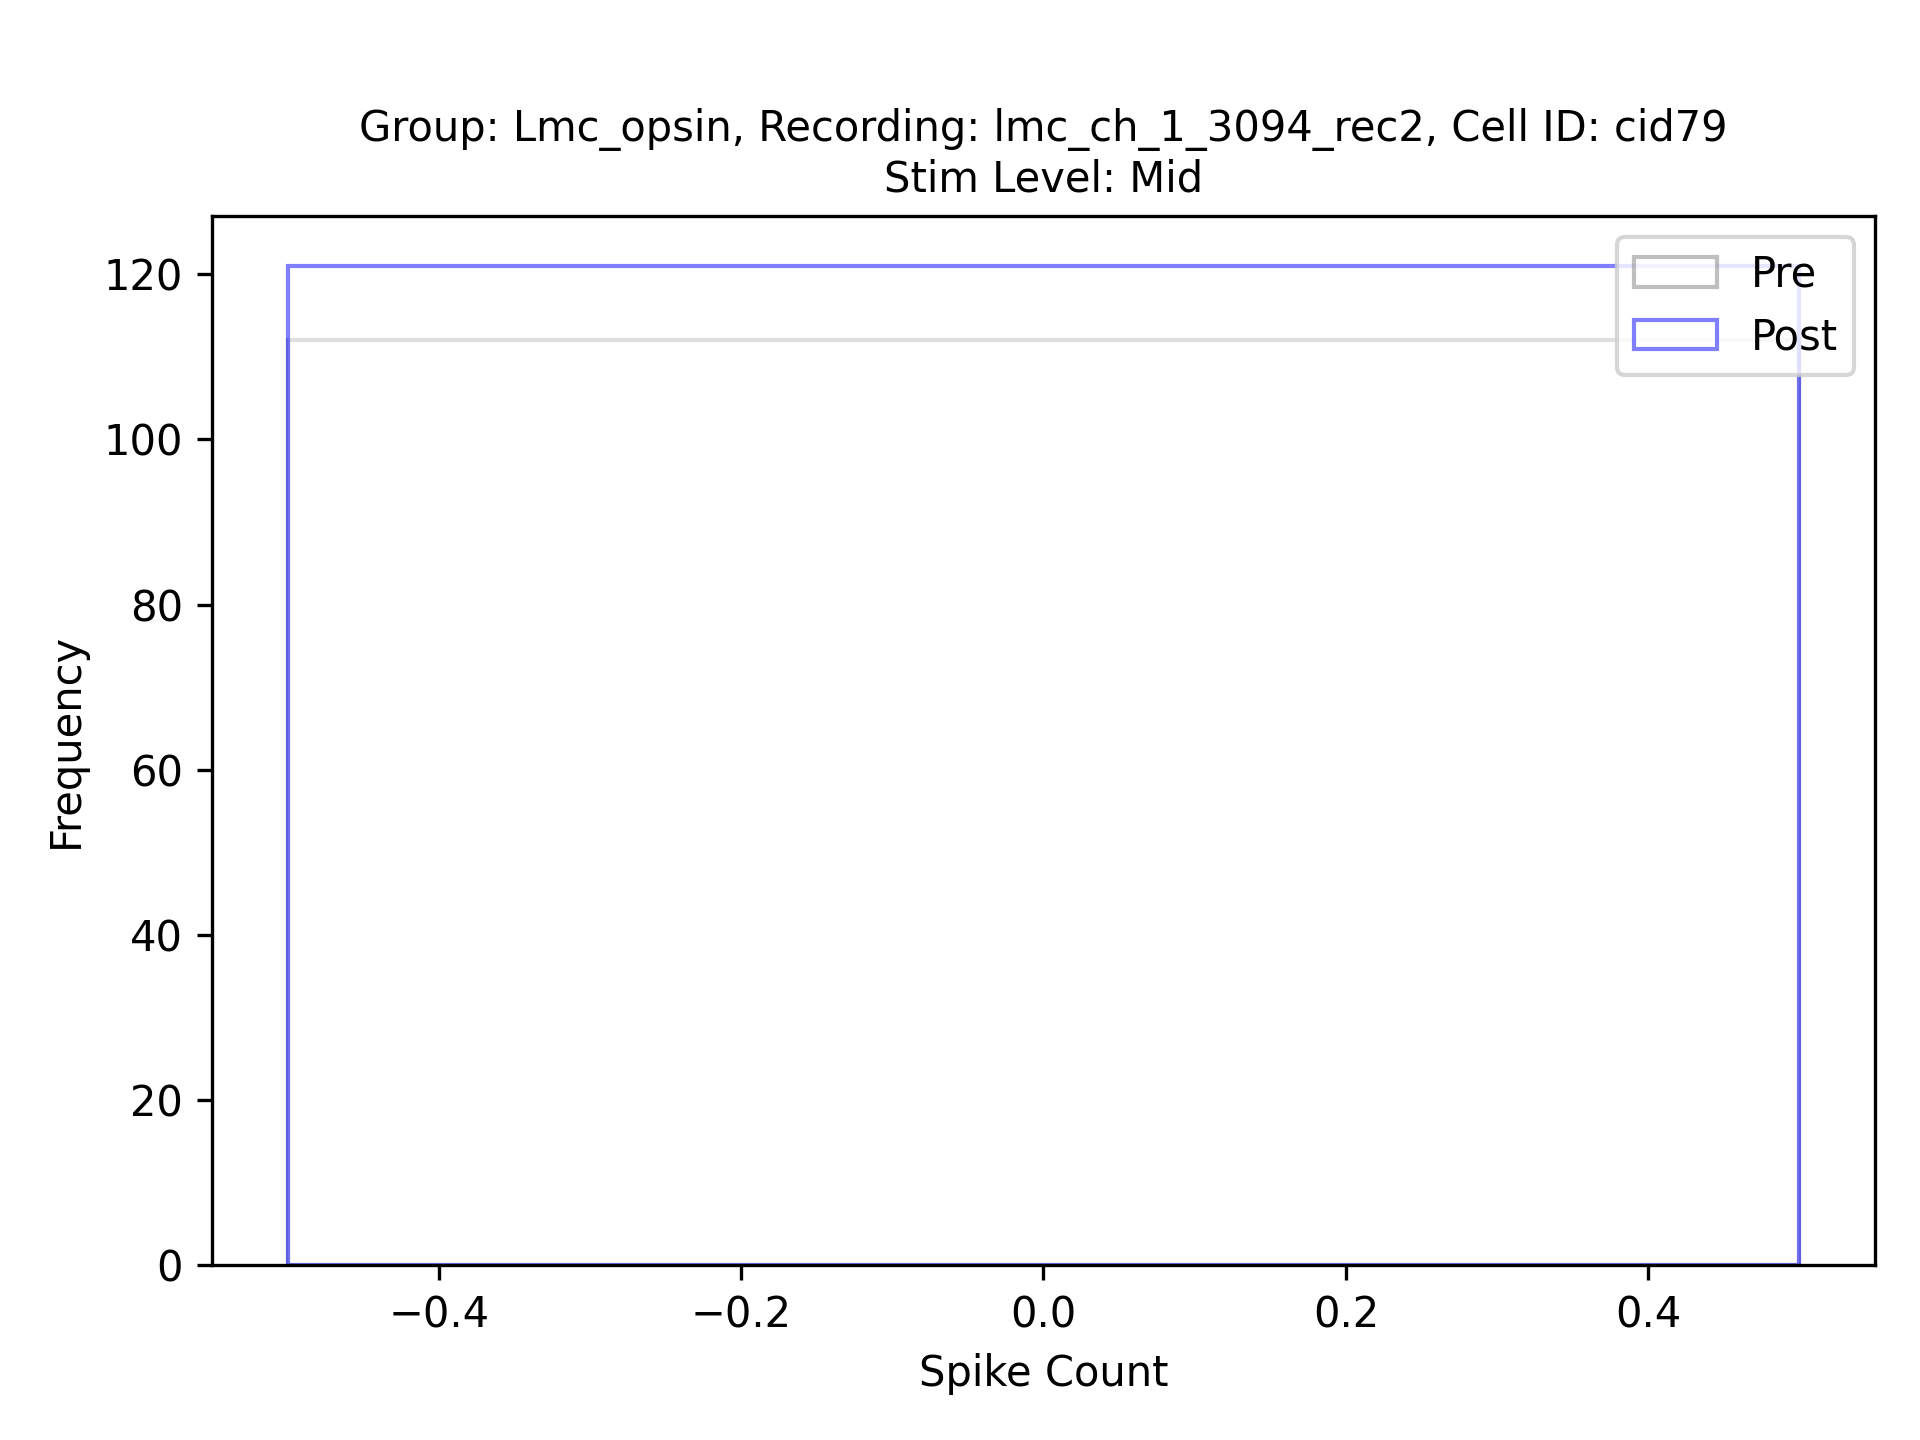 Group: Lmc_opsin, Recording: lmc_ch_1_3094_rec2, Cell ID: cid79
Stim Level: Mid
Pre
Post
120
100
80
60
40
20
0
Frequency
−0.4
−0.2
0.0
0.2
0.4
Spike Count